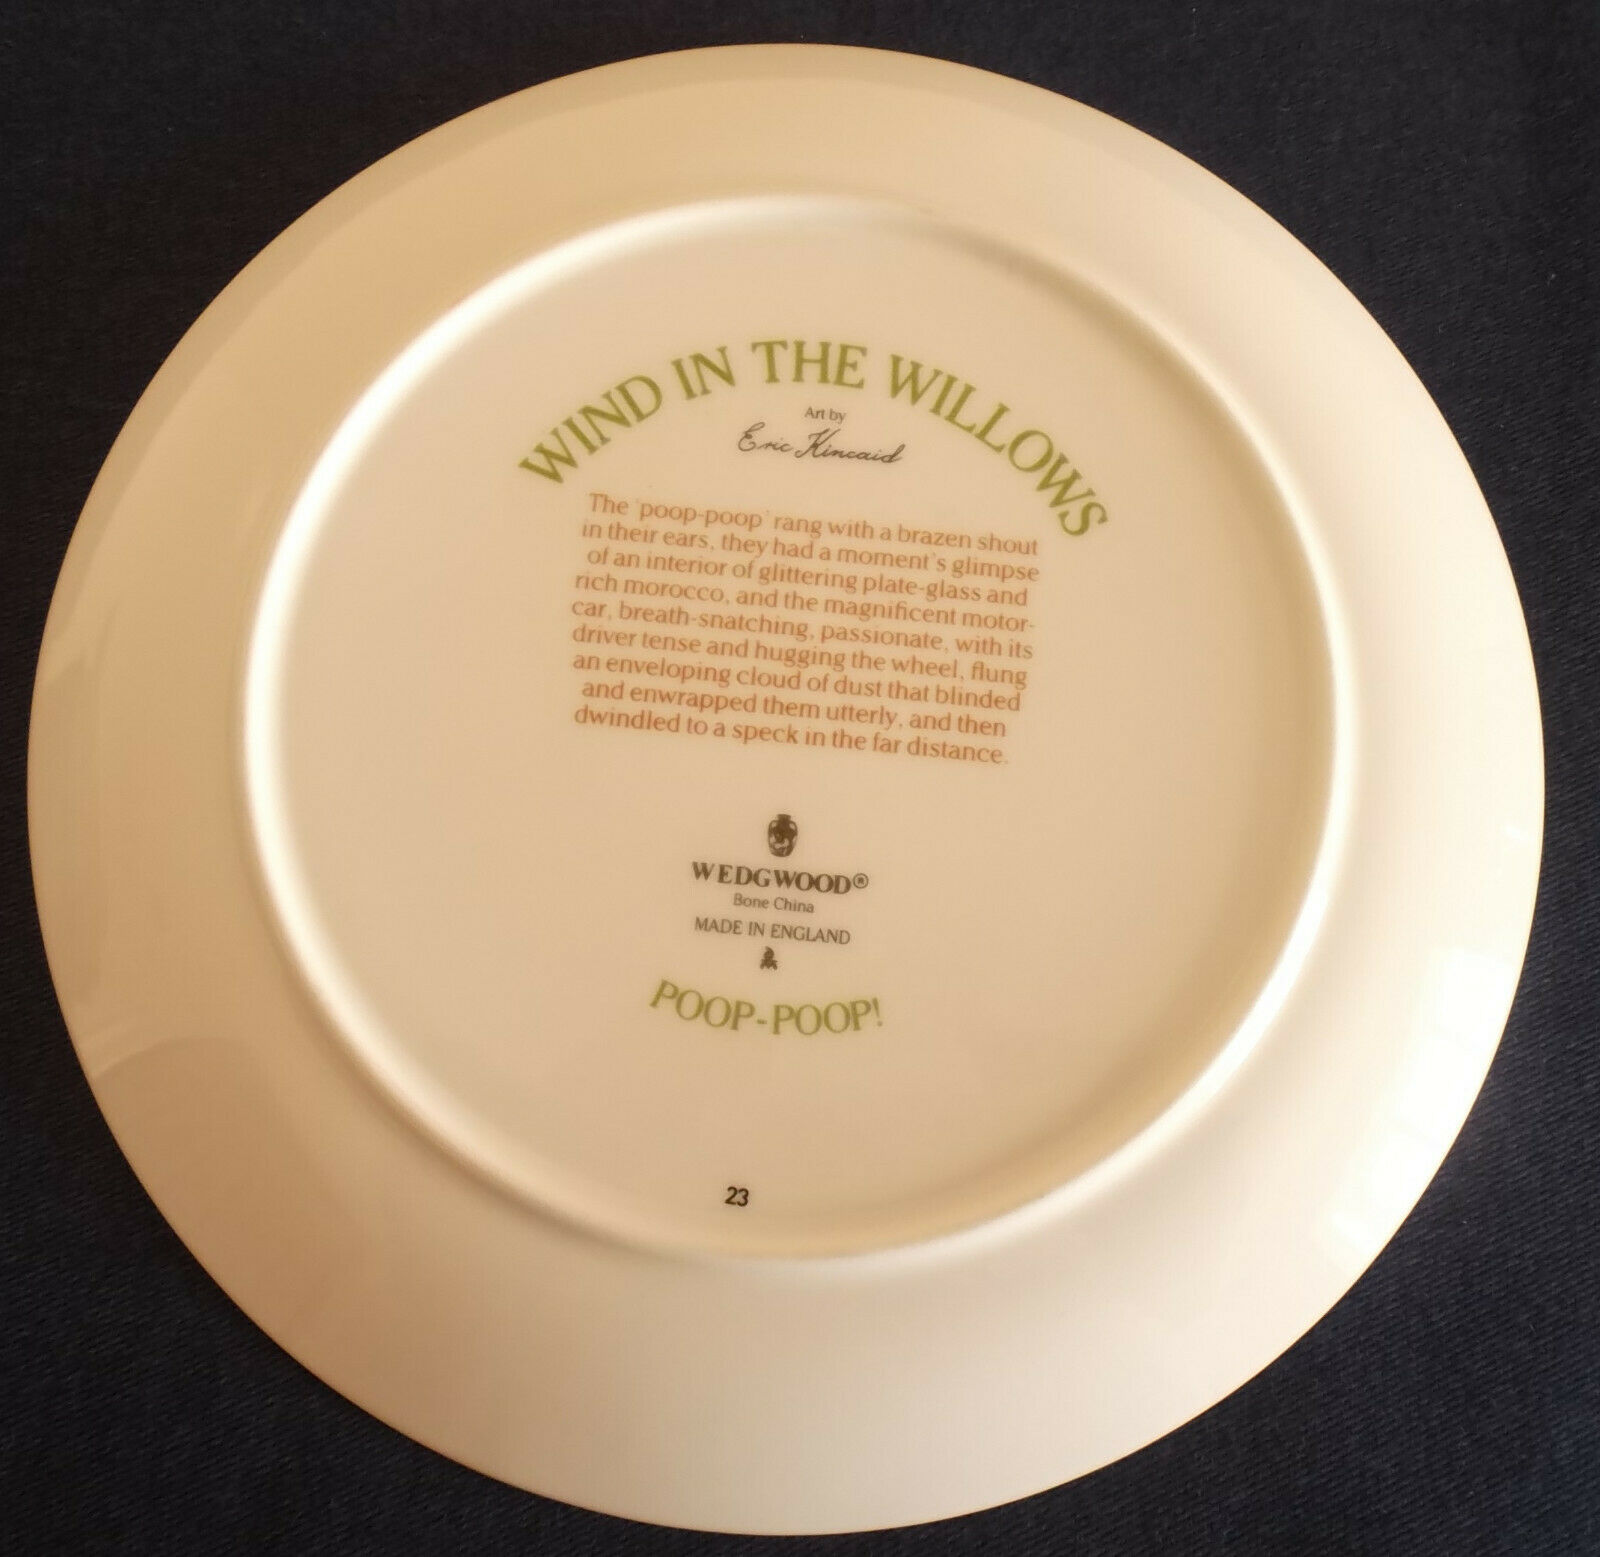 WIND IN THE WILLOWS
Art by
Eric Kincaid
The 'poop-poop' rang with a brazen shout
in their ears, they had a moment's glimpse
of an interior of glittering plate-glass and
rich morocco, and the magnificent motor-
car, breath-snatching, passionate, with its
driver tense and hugging the wheel, flung
an enveloping cloud of dust that blinded
and enwrapped them utterly, and then
dwindled to a speck in the far distance.
WEDGWOOD®
Bone China
MADE IN ENGLAND
POOP-POOP!
23